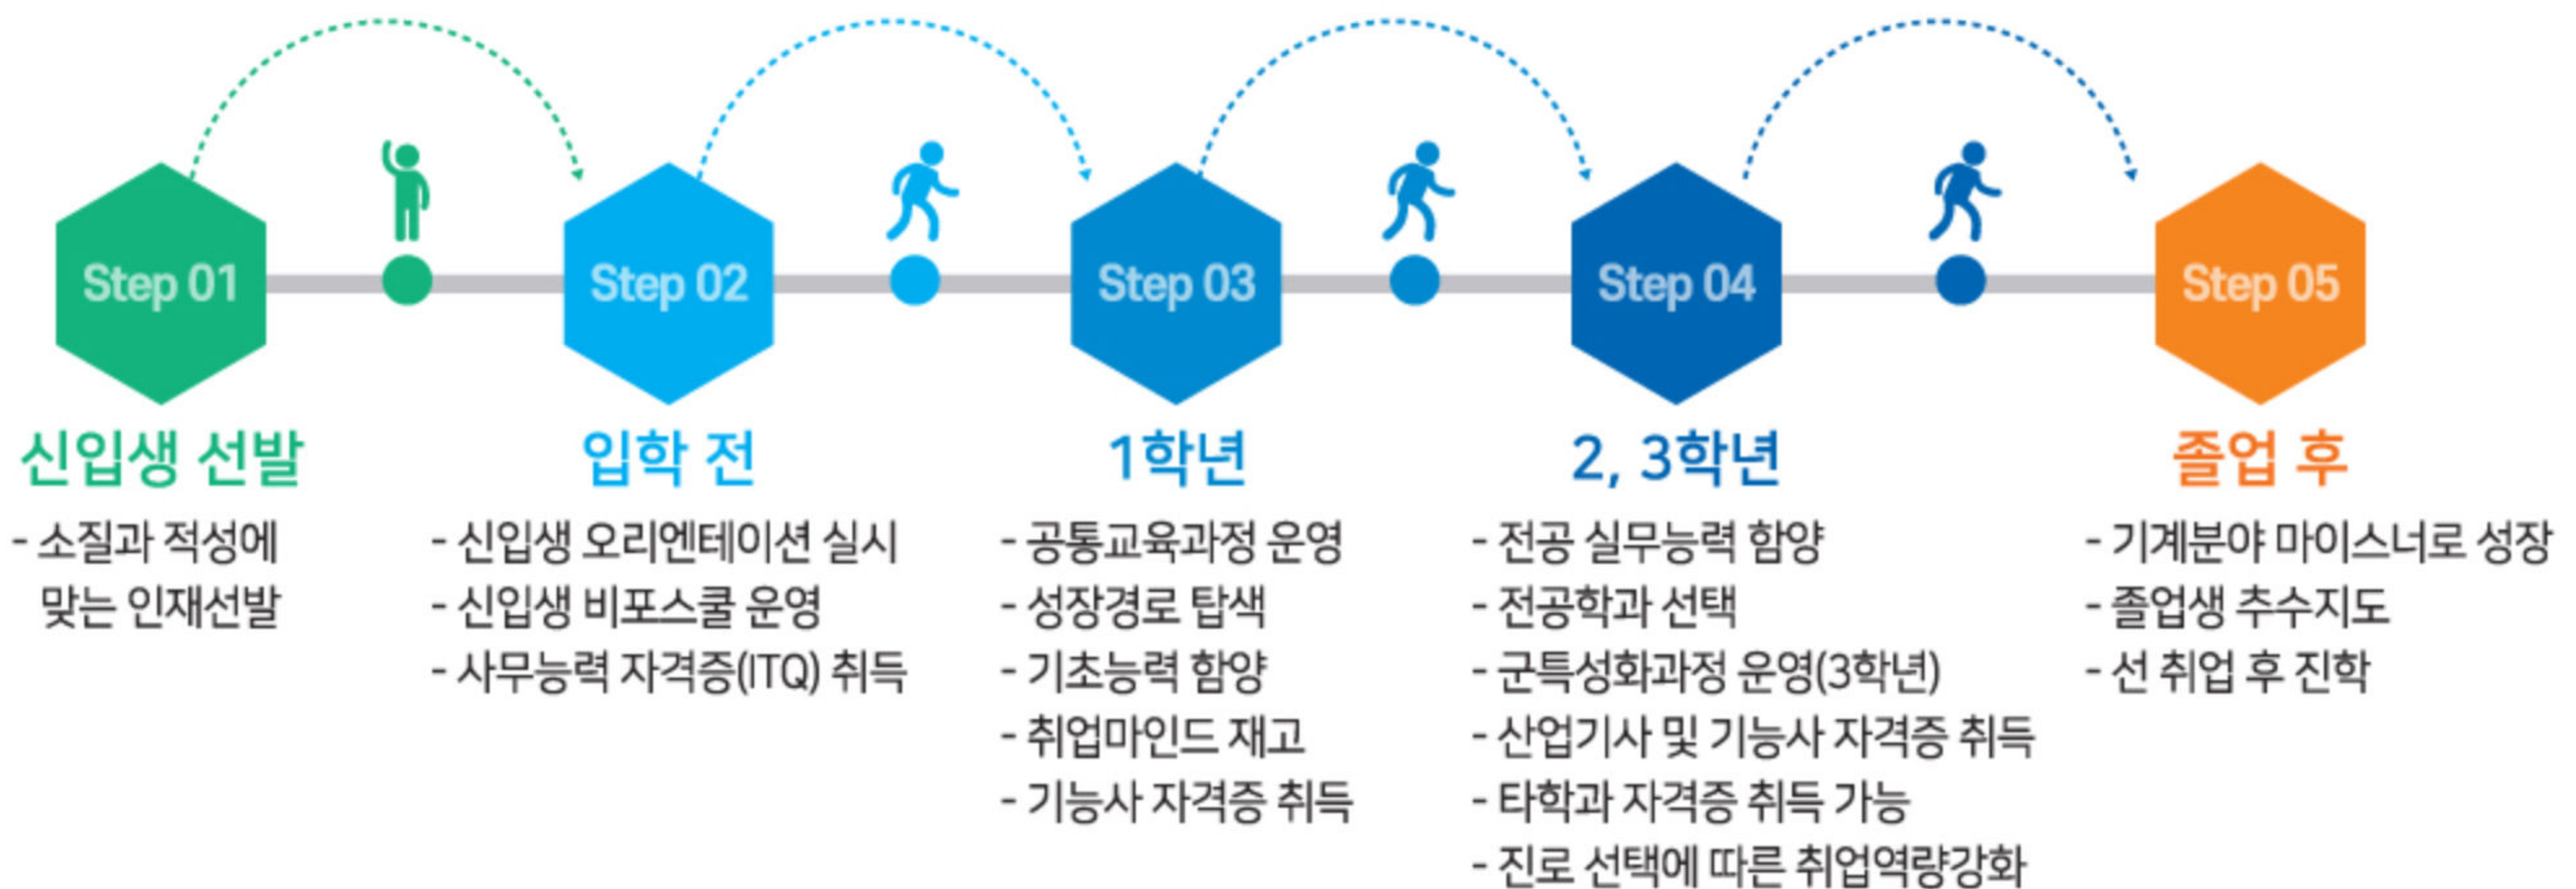 Step 01
Step 02
Step 03
Step 04
Step 05
신입생 선발
- 소질과 적성에
맞는 인재선발
입학 전
- 신입생 오리엔테이션 실시
- 신입생 비포스쿨 운영
- 사무능력 자격증(ITQ) 취득
1학년
- 공통교육과정 운영
- 성장경로 탑색
- 기초능력 함양
- 취업마인드 재고
- 기능사 자격증 취득
2, 3학년
- 전공 실무능력 함양
- 전공학과 선택
- 군특성화과정 운영(3학년)
- 산업기사 및 기능사 자격증 취득
- 타학과 자격증 취득 가능
- 진로 선택에 따른 취업역량강화
졸업 후
- 기계분야 마이스너로 성장
- 졸업생 추수지도
- 선 취업 후 진학